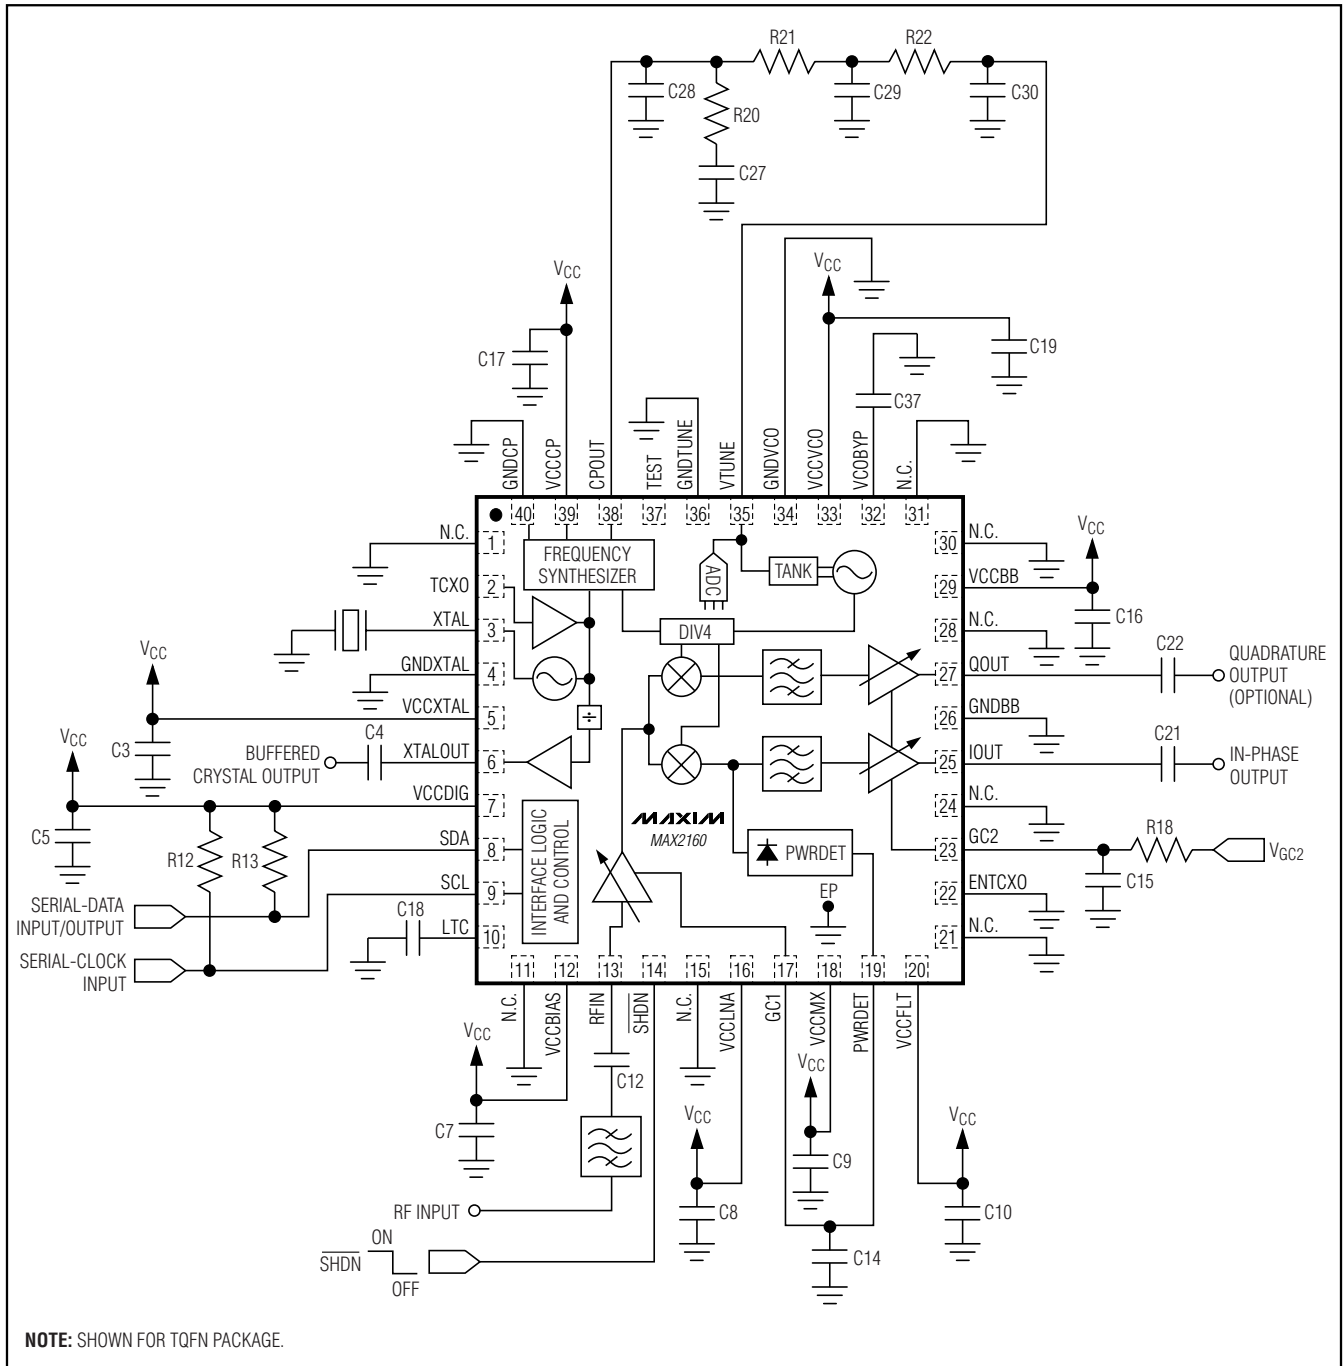 R21
R22
C28
R20
C29
C30
C27
VCC
VCC
C17
C19
C37
GNDCP
VCCCP
CPOUT
TEST
GNDTUNE
VTUNE
GNDVCO
VCCVCO
VCOBYP
N.C.
40
39
38
37
36
35
34
33
32
31
N.C.
1
FREQUENCY
SYNTHESIZER
ADC
TANK
30
N.C.
VCC
TCXO
2
29
VCCBB
XTAL
3
DIV4
28
N.C.
C16
VCC
GNDXTAL
4
27
QOUT
C22
QUADRATURE
OUTPUT
(OPTIONAL)
VCCXTAL
5
÷
26
GNDBB
VCC
C3
C4
BUFFERED
CRYSTAL OUTPUT
XTALOUT
6
25
IOUT
C21
IN-PHASE
OUTPUT
VCCDIG
7
24
N.C.
C5
R12
R13
SDA
8
INTERFACE LOGIC
AND CONTROL
MAXIM
MAX2160
PWRDET
23
GC2
R18
VGC2
SCL
9
EP
22
ENTCXO
C15
SERIAL-DATA
INPUT/OUTPUT
C18
LTC
10
21
N.C.
SERIAL-CLOCK
INPUT
11
12
13
14
15
16
17
18
19
20
N.C.
VCCBIAS
RFIN
SHDN
N.C.
VCCLNA
GC1
VCCMX
PWRDET
VCCFLT
VCC
C12
VCC
C7
VCC
VCC
C9
C8
C10
RF INPUT
C14
SHDN
ON
OFF
NOTE: SHOWN FOR TQFN PACKAGE.